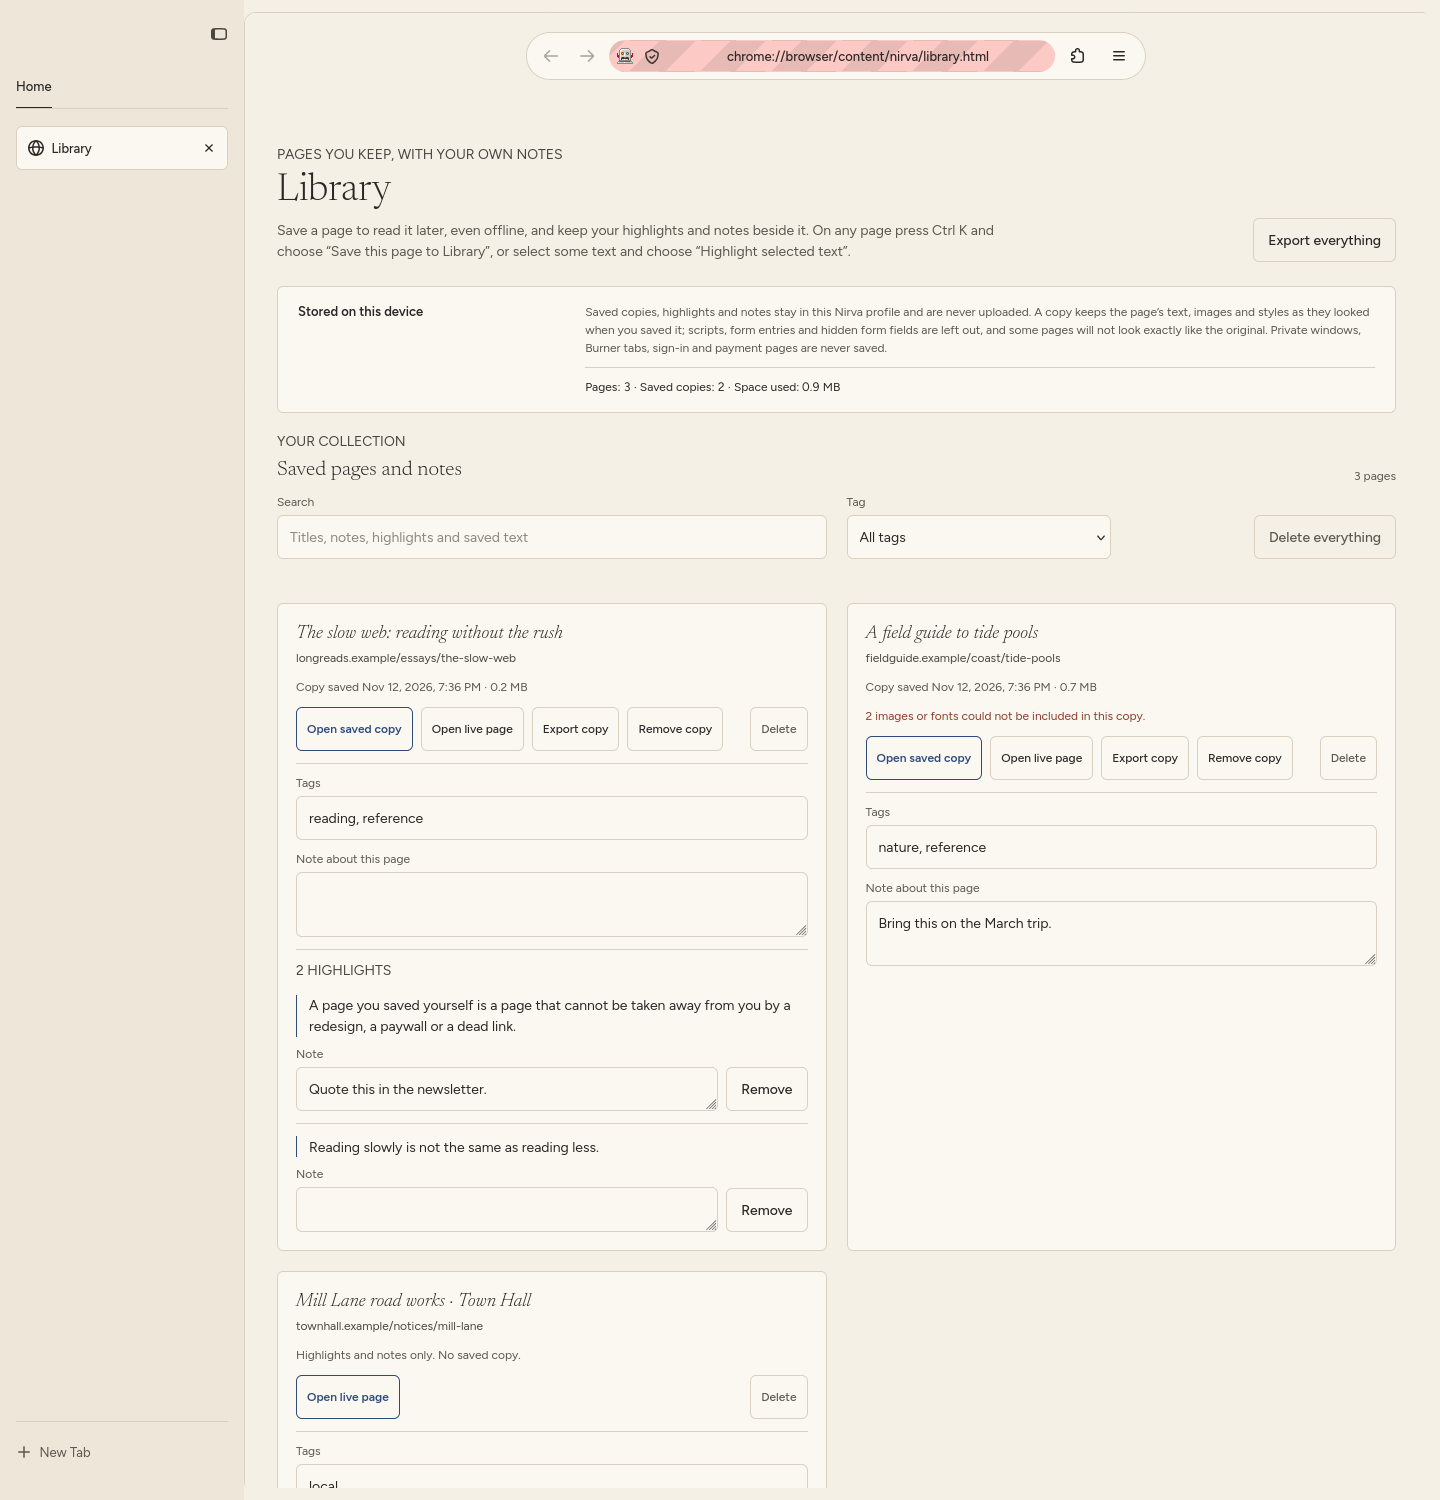 chrome://browser/content/nirva/library.html
Home
Library
PAGES YOU KEEP, WITH YOUR OWN NOTES
Library
Save a page to read it later, even offline, and keep your highlights and notes beside it. On any page press Ctrl K and
choose “Save this page to Library”, or select some text and choose “Highlight selected text”.
Export everything
Stored on this device
Saved copies, highlights and notes stay in this Nirva profile and are never uploaded. A copy keeps the page’s text, images and styles as they looked
when you saved it; scripts, form entries and hidden form fields are left out, and some pages will not look exactly like the original. Private windows,
Burner tabs, sign-in and payment pages are never saved.
Pages: 3 · Saved copies: 2 · Space used: 0.9 MB
YOUR COLLECTION
Saved pages and notes
3 pages
Search
Tag
Titles, notes, highlights and saved text
All tags
Delete everything
The slow web: reading without the rush
longreads.example/essays/the-slow-web
Copy saved Nov 12, 2026, 7:36 PM · 0.2 MB
Open saved copy
Open live page
Export copy
Remove copy
Delete
Tags
reading, reference
Note about this page
2 HIGHLIGHTS
A page you saved yourself is a page that cannot be taken away from you by a
redesign, a paywall or a dead link.
Note
Quote this in the newsletter.
Remove
Reading slowly is not the same as reading less.
Note
Remove
A field guide to tide pools
fieldguide.example/coast/tide-pools
Copy saved Nov 12, 2026, 7:36 PM · 0.7 MB
2 images or fonts could not be included in this copy.
Open saved copy
Open live page
Export copy
Remove copy
Delete
Tags
nature, reference
Note about this page
Bring this on the March trip.
Mill Lane road works · Town Hall
townhall.example/notices/mill-lane
Highlights and notes only. No saved copy.
Open live page
Delete
Tags
local
New Tab